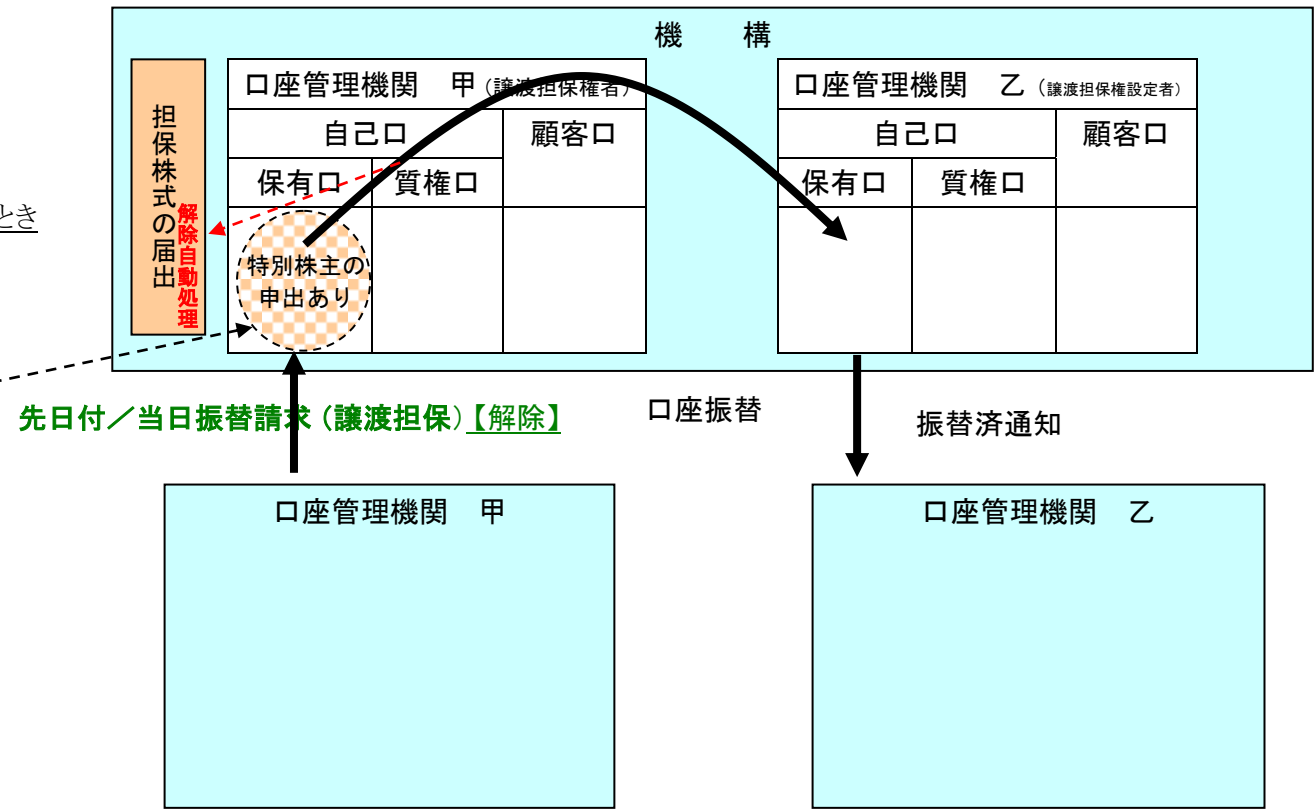 機　構
口座管理機関　甲（譲渡担保権者）
自己口
顧客口
保有口
質権口
口座管理機関　乙（譲渡担保権設定者）
自己口
顧客口
保有口
質権口
担保株式の届出
解除自動処理
とき
特別株主の
申出あり
先日付／当日振替請求（譲渡担保）【解除】
口座振替
振替済通知
口座管理機関　甲
口座管理機関　乙